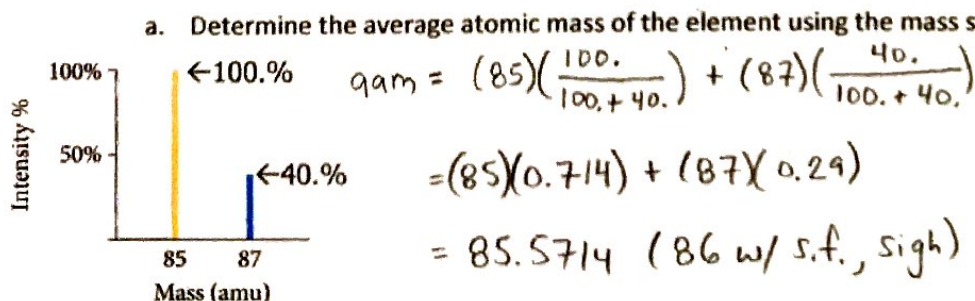 a. Determine the average atomic mass of the element using the mass s
100%
←100.%
aam = (85)(100./100.+40.) + (87)(40./100.+40.)
Intensity %
50%
←40.%
=(85)(0.714) + (87)(0.29)
= 85.5714 (86 w/ s.f., sigh)
85 87
Mass (amu)